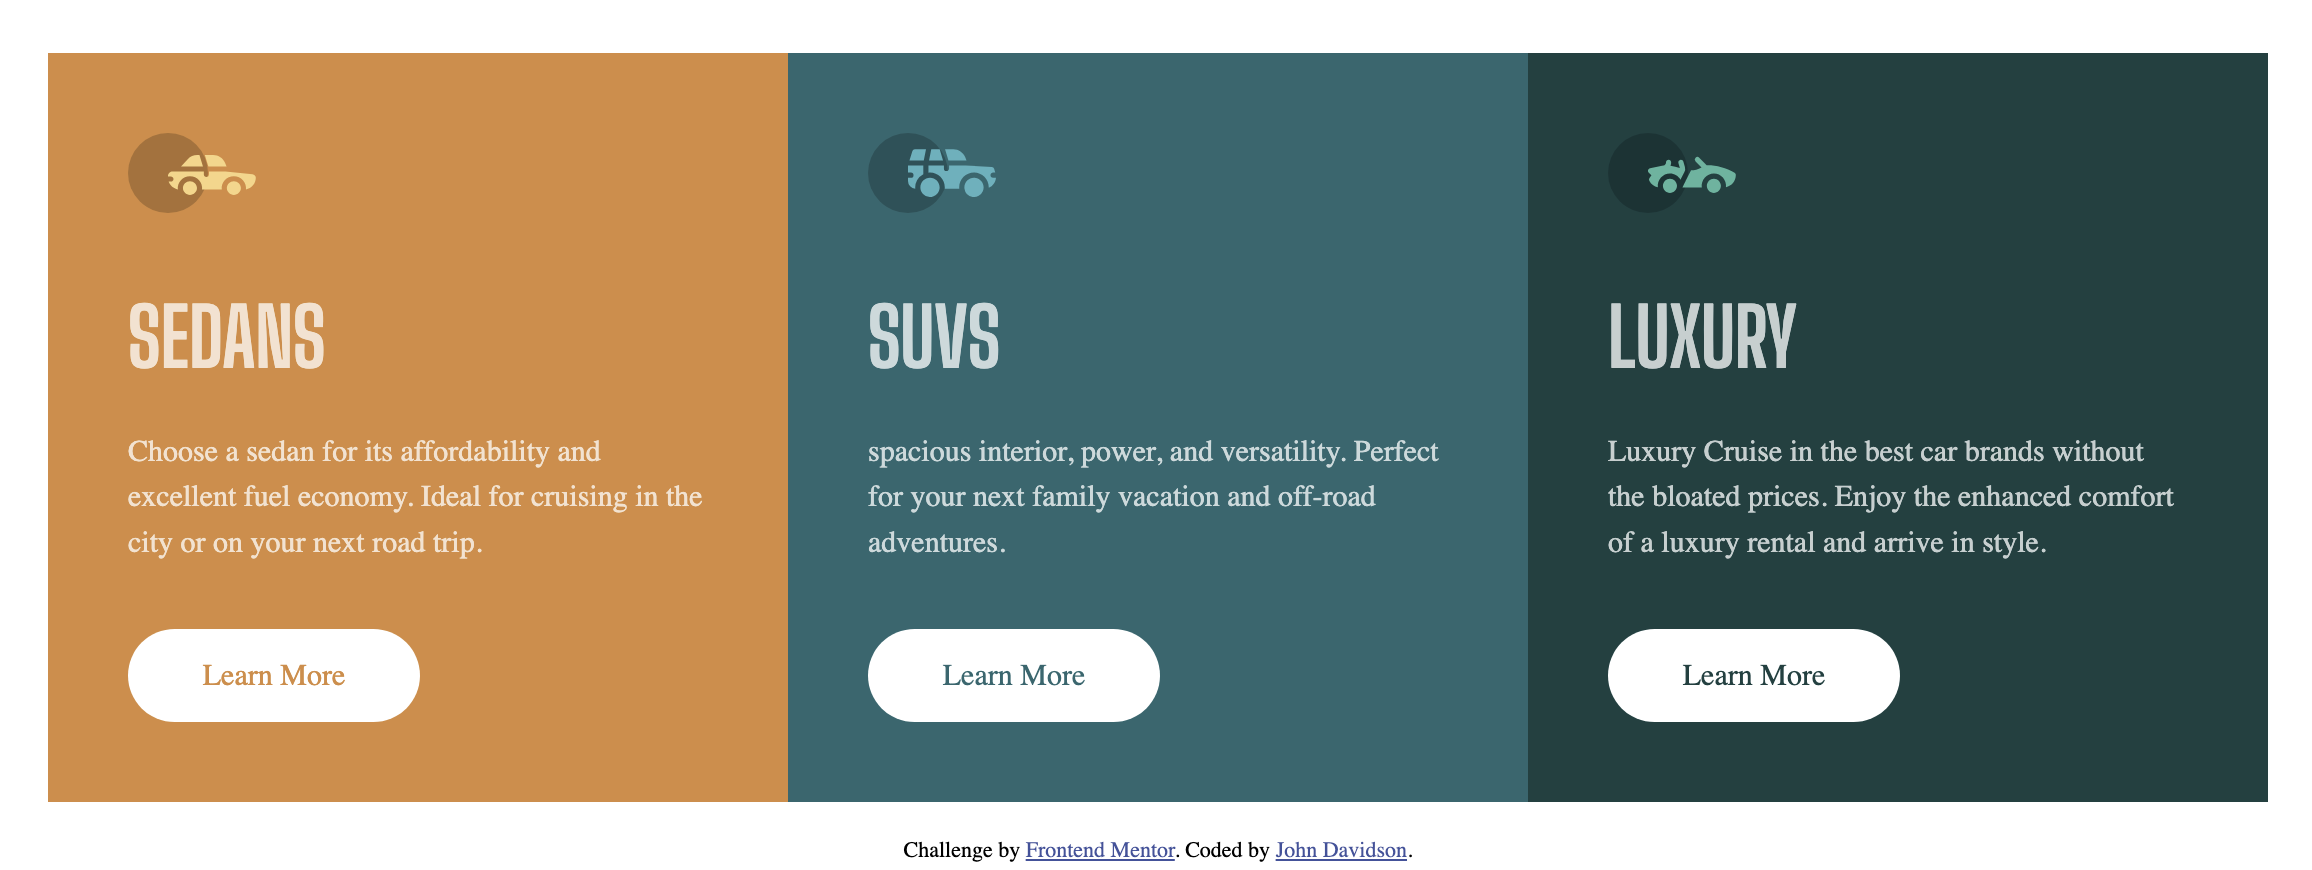 SEDANS
Choose a sedan for its affordability and
excellent fuel economy. Ideal for cruising in the
city or on your next road trip.
Learn More
SUVS
spacious interior, power, and versatility. Perfect
for your next family vacation and off-road
adventures.
Learn More
LUXURY
Luxury Cruise in the best car brands without
the bloated prices. Enjoy the enhanced comfort
of a luxury rental and arrive in style.
Learn More
Challenge by Frontend Mentor. Coded by John Davidson.